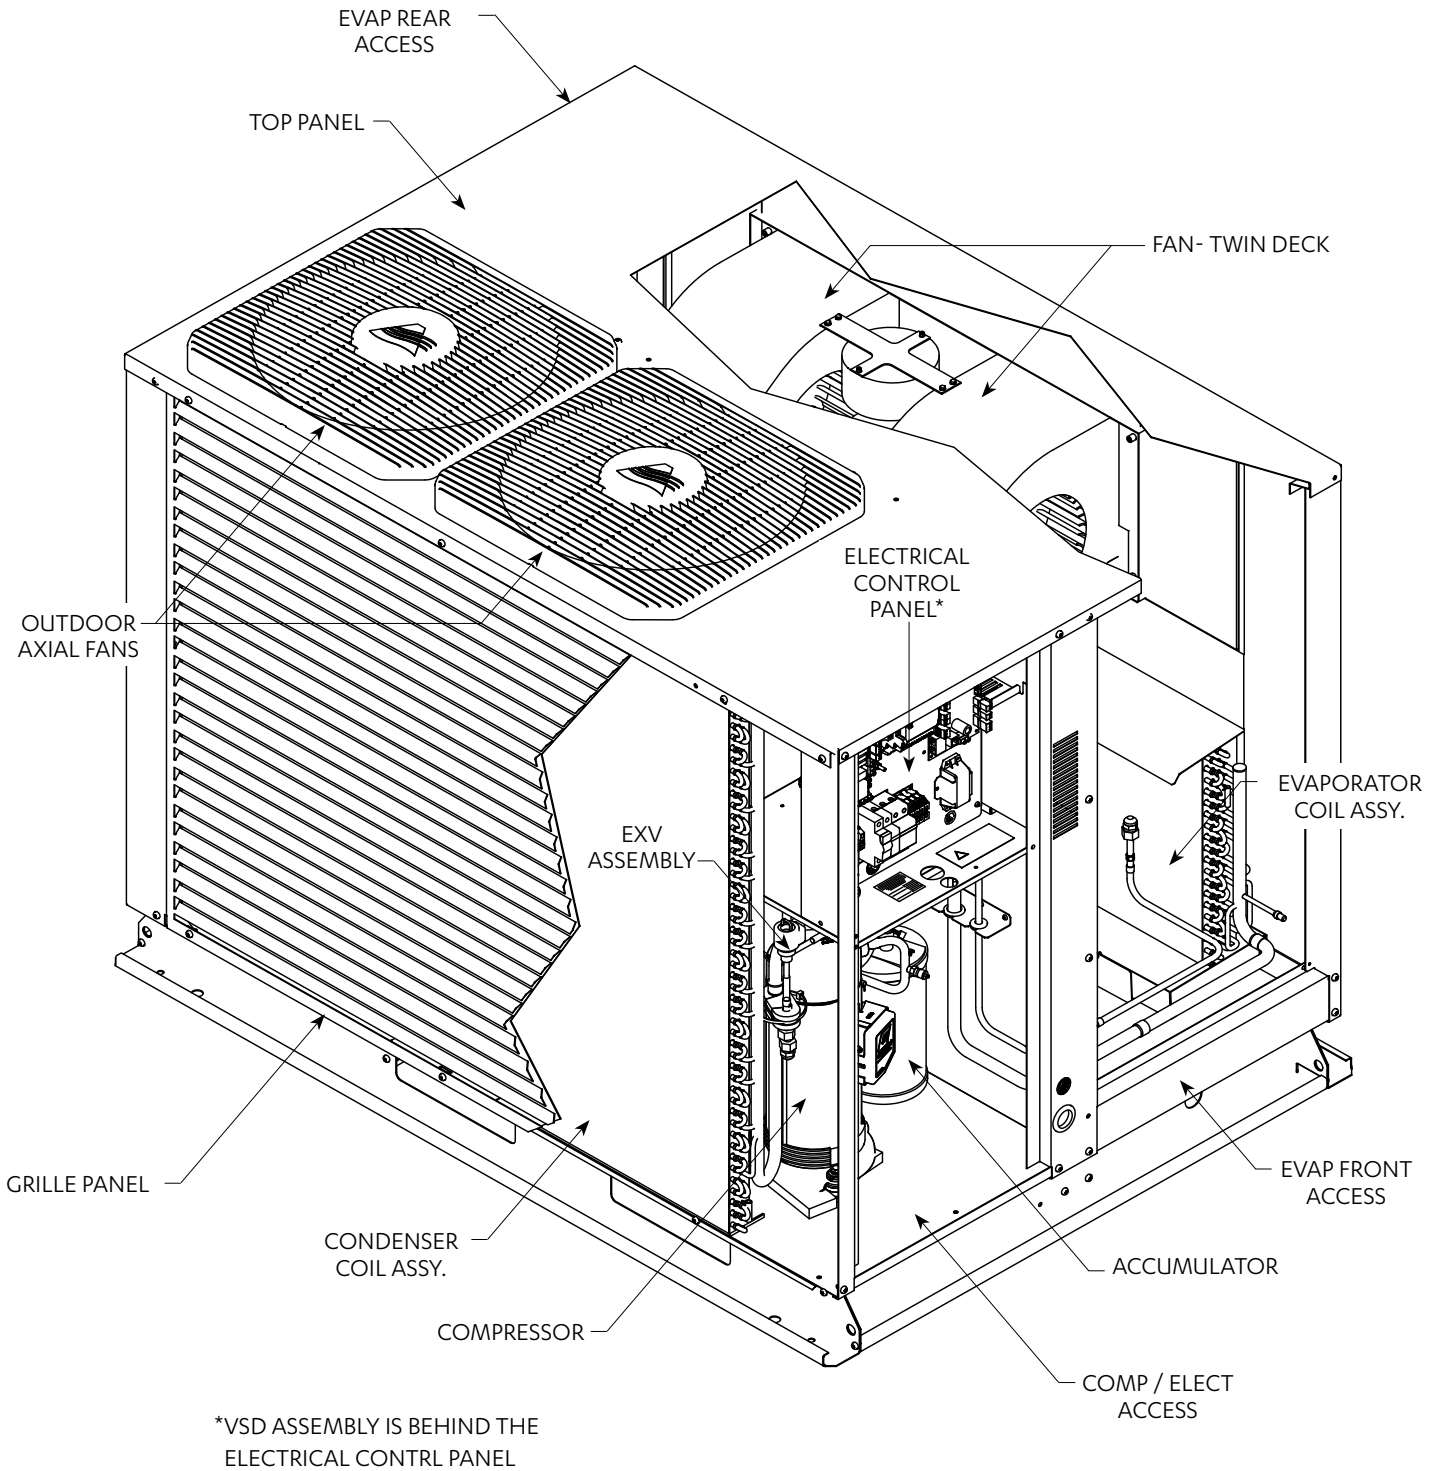 EVAP REAR
ACCESS
TOP PANEL
FAN- TWIN DECK
ELECTRICAL
CONTROL
PANEL*
OUTDOOR
AXIAL FANS
EVAPORATOR
COIL ASSY.
EXV
ASSEMBLY
GRILLE PANEL
EVAP FRONT
ACCESS
CONDENSER
COIL ASSY.
ACCUMULATOR
COMPRESSOR
COMP / ELECT
ACCESS
*VSD ASSEMBLY IS BEHIND THE
ELECTRICAL CONTRL PANEL